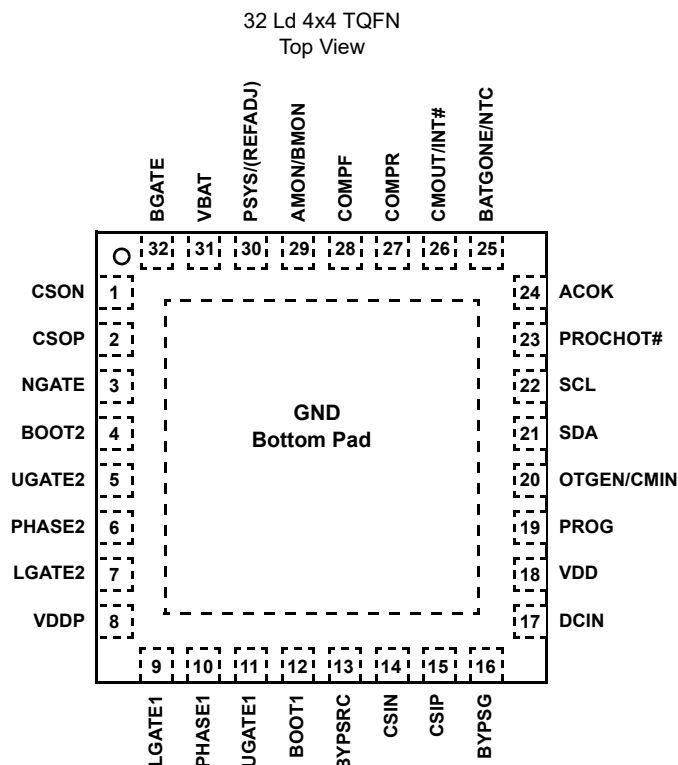 32 Ld 4x4 TQFN
Top View
BGATE
VBAT
PSYS/(REFADJ)
AMON/BMON
COMPF
COMPR
CMOUT/INT#
BATGONE/NTC
32 31 30 29 28 27 26 25
CSON 1 24 ACOK
CSOP 2 23 PROCHOT#
NGATE 3 22 SCL
BOOT2 4 21 SDA
UGATE2 5 20 OTGEN/CMIN
PHASE2 6 19 PROG
LGATE2 7 18 VDD
VDDP 8 17 DCIN
GND
Bottom Pad
9 10 11 12 13 14 15 16
LGATE1
PHASE1
UGATE1
BOOT1
BYPSRC
CSIN
CSIP
BYPSG